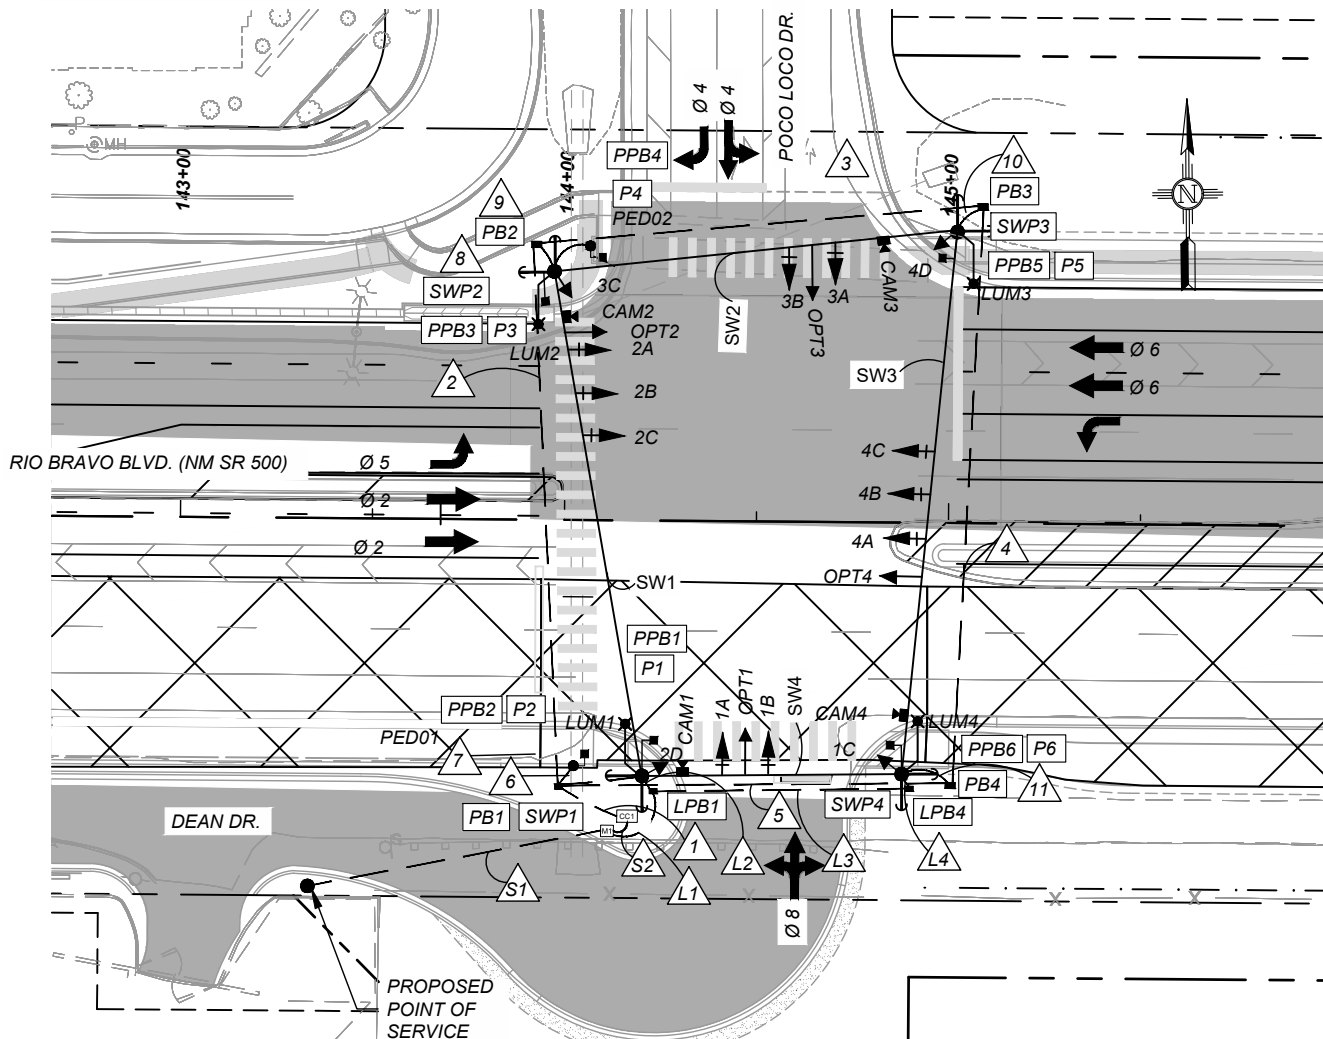 Ø 4
Ø 4
POCO LOCO DR.
P
MH
143+00
144+00
145+00
PPB4
P4
PED02
3
10
PB3
N
9
PB2
SWP3
8
SWP2
3C
4D
PPB5
P5
CAM3
LUM3
PPB3
P3
CAM2
OPT2
LUM2
2A
3B
3A
OPT3
SW2
Ø 6
Ø 6
2
SW3
2B
2C
4C
RIO BRAVO BLVD. (NM SR 500)
Ø 5
4B
Ø 2
Ø 2
4A
4
OPT4
SW1
PPB1
P1
PPB2
P2
LUM1
CAM1
1A
OPT1
1B
SW4
CAM4
LUM4
PED01
2D
1C
PPB6
P6
7
6
PB4
11
PB1
SWP1
LPB1
5
SWP4
LPB4
DEAN DR.
CC1
M1
1
S2
L2
L3
L4
S1
L1
Ø 8
X
X
X
X
PROPOSED
POINT OF
SERVICE